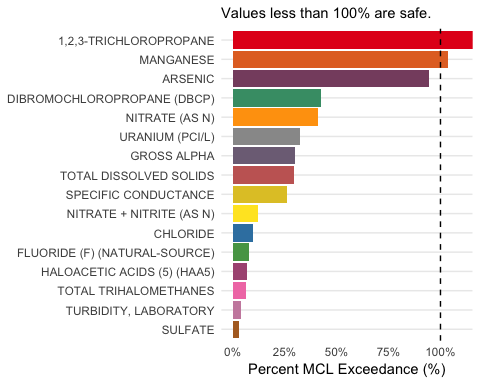 Values less than 100% are safe.
1,2,3-TRICHLOROPROPANE
MANGANESE
ARSENIC
DIBROMOCHLOROPROPANE (DBCP)
NITRATE (AS N)
URANIUM (PCI/L)
GROSS ALPHA
TOTAL DISSOLVED SOLIDS
SPECIFIC CONDUCTANCE
NITRATE + NITRITE (AS N)
CHLORIDE
FLUORIDE (F) (NATURAL-SOURCE)
HALOACETIC ACIDS (5) (HAA5)
TOTAL TRIHALOMETHANES
TURBIDITY, LABORATORY
SULFATE
0% 25% 50% 75% 100%
Percent MCL Exceedance (%)